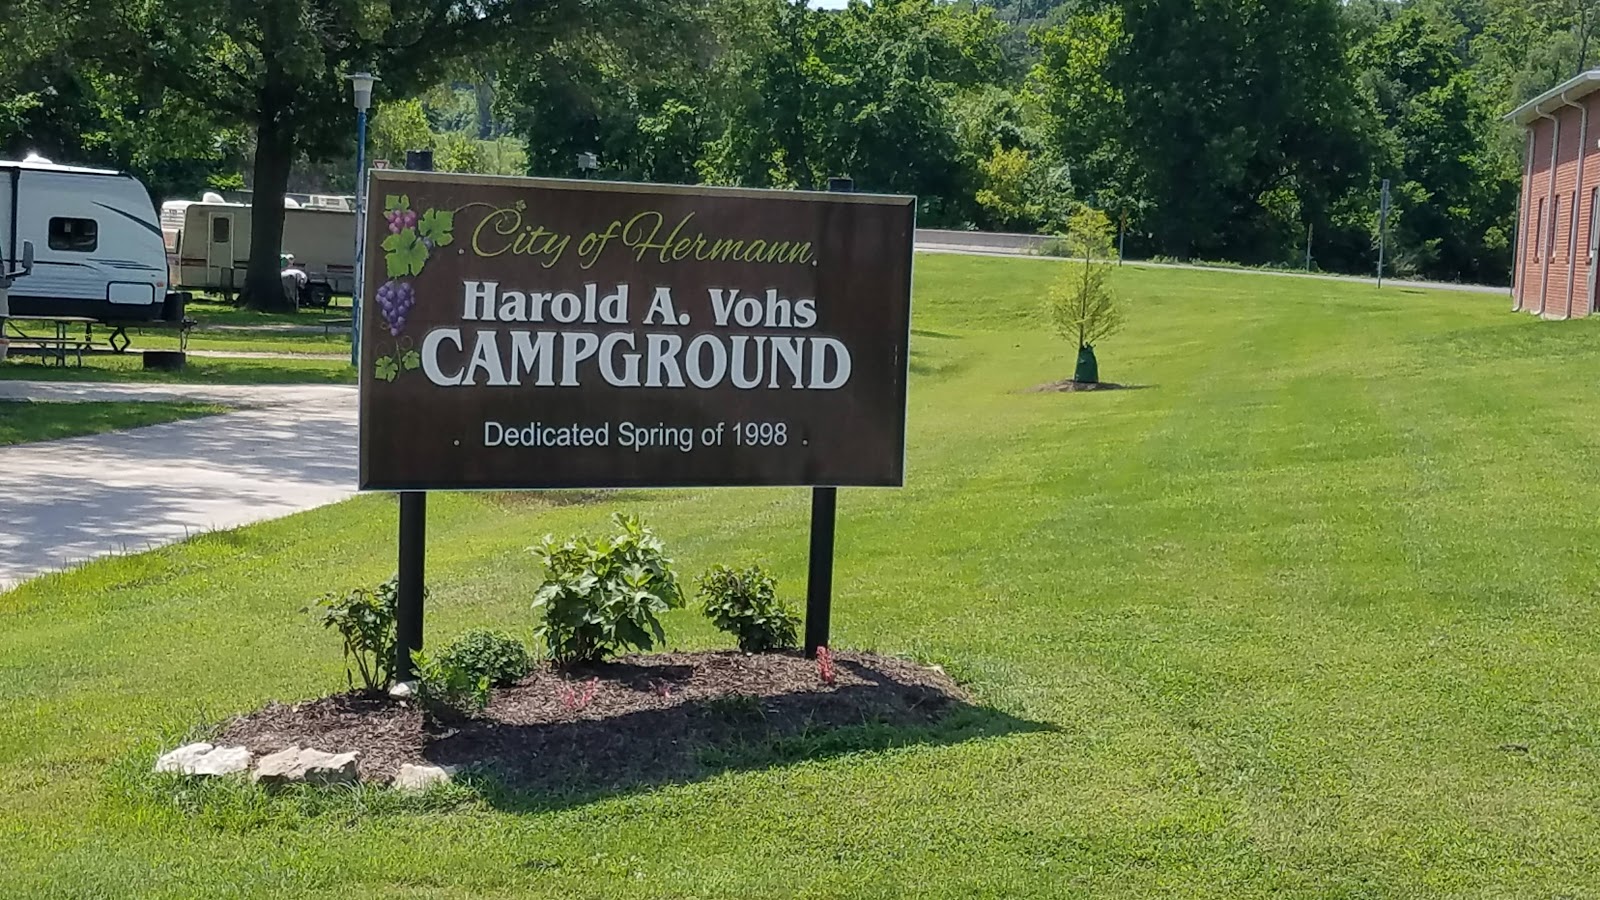 City of Hermann
Harold A. Vohs
CAMPGROUND
. Dedicated Spring of 1998 .